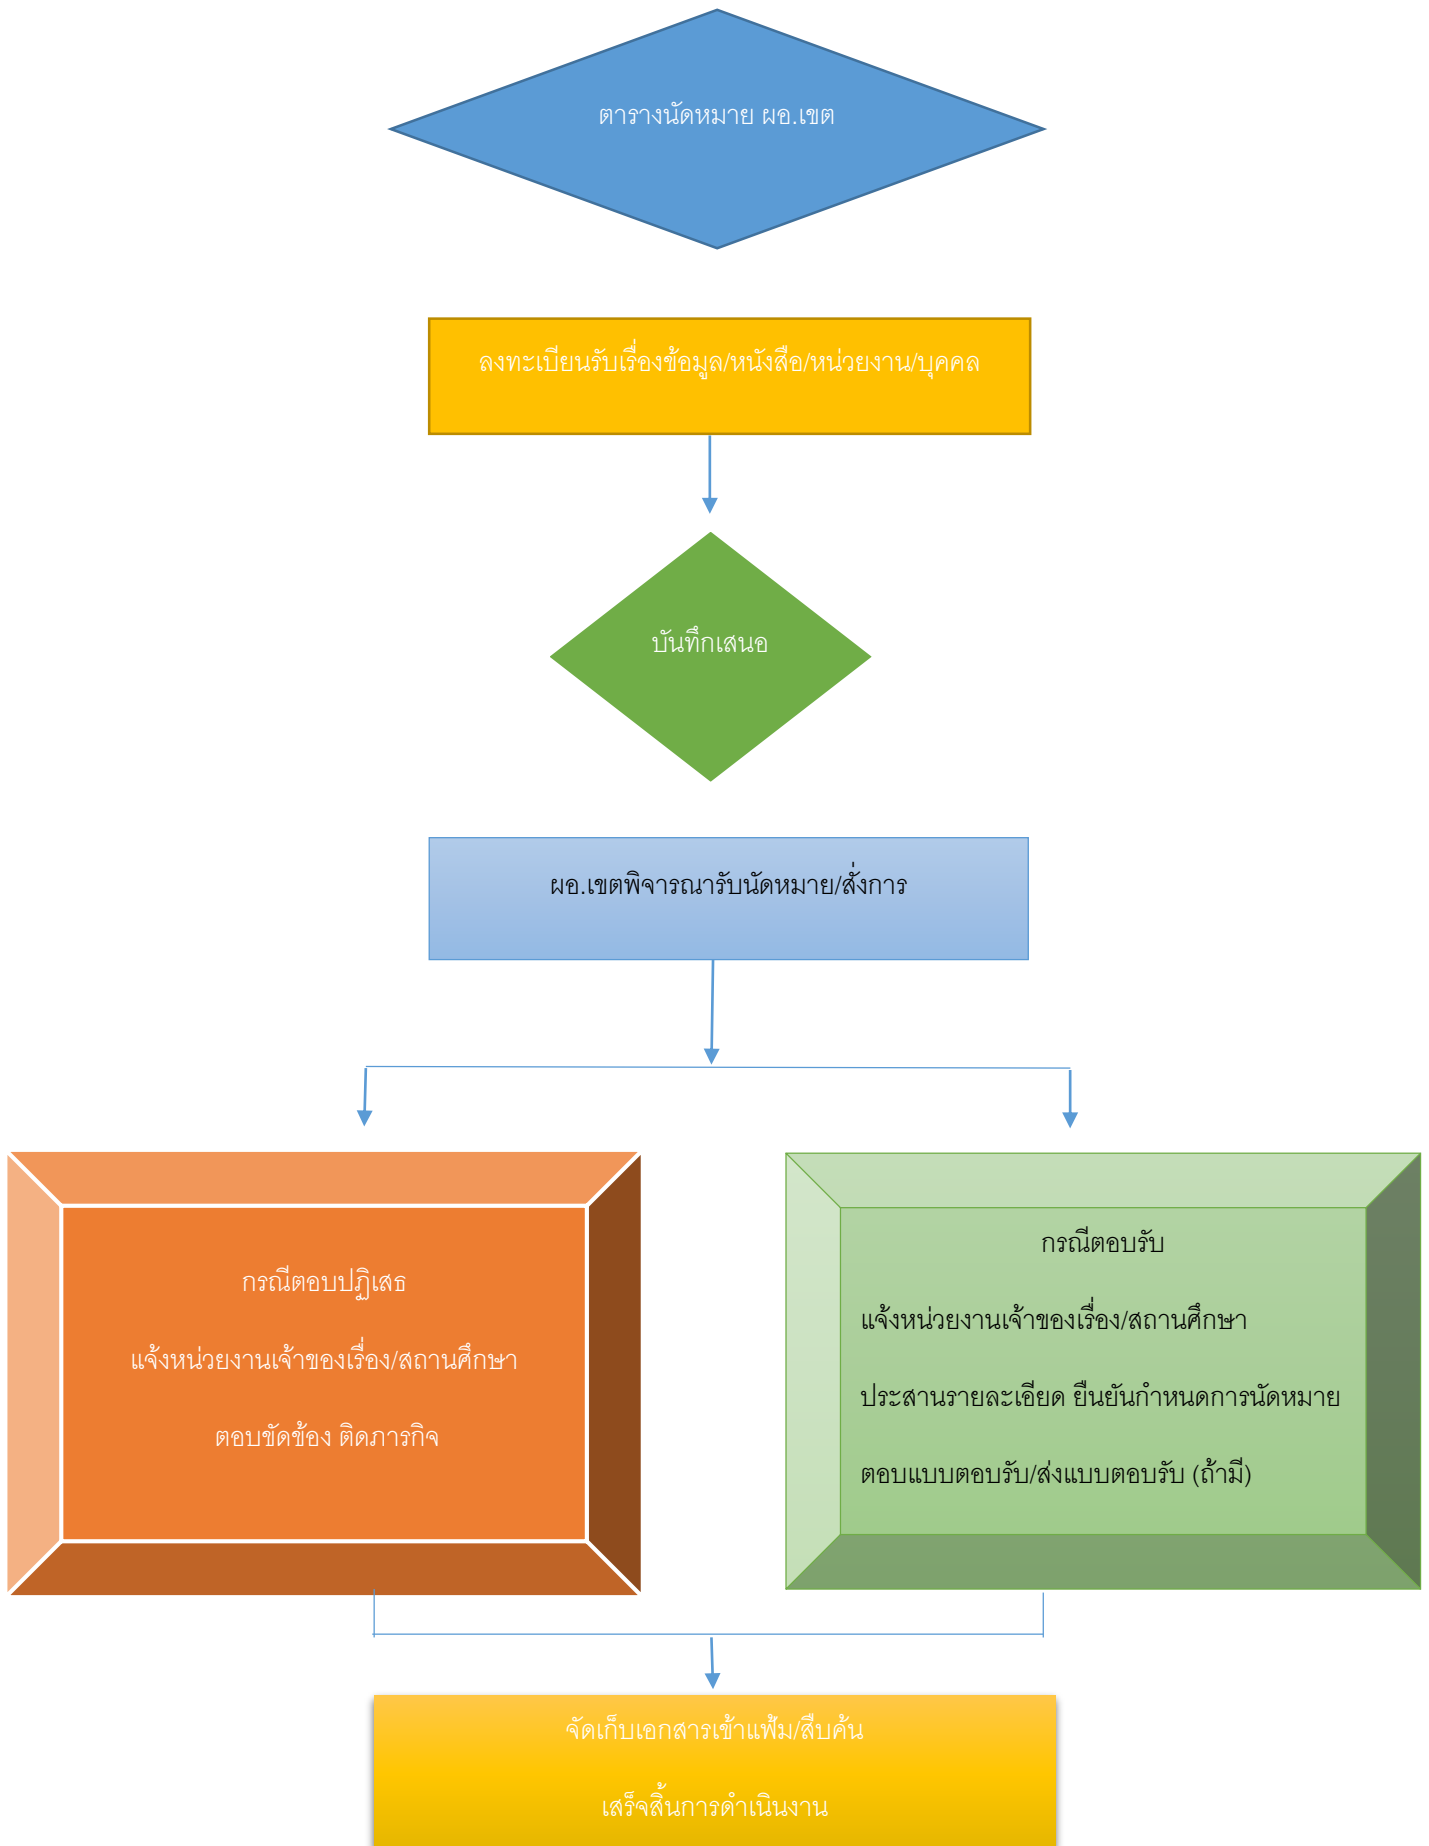 ตารางนัดหมาย ผอ.เขต
ลงทะเบียนรับเรื่องข้อมูล/หนังสือ/หน่วยงาน/บุคคล
บันทึกเสนอ
ผอ.เขตพิจารณารับนัดหมาย/สั่งการ
กรณีตอบปฏิเสธ
แจ้งหน่วยงานเจ้าของเรื่อง/สถานศึกษา
ตอบขัดข้อง ติดภารกิจ
กรณีตอบรับ
แจ้งหน่วยงานเจ้าของเรื่อง/สถานศึกษา
ประสานรายละเอียด ยืนยันกำหนดการนัดหมาย
ตอบแบบตอบรับ/ส่งแบบตอบรับ (ถ้ามี)
จัดเก็บเอกสารเข้าแฟ้ม/สืบค้น
เสร็จสิ้นการดำเนินงาน